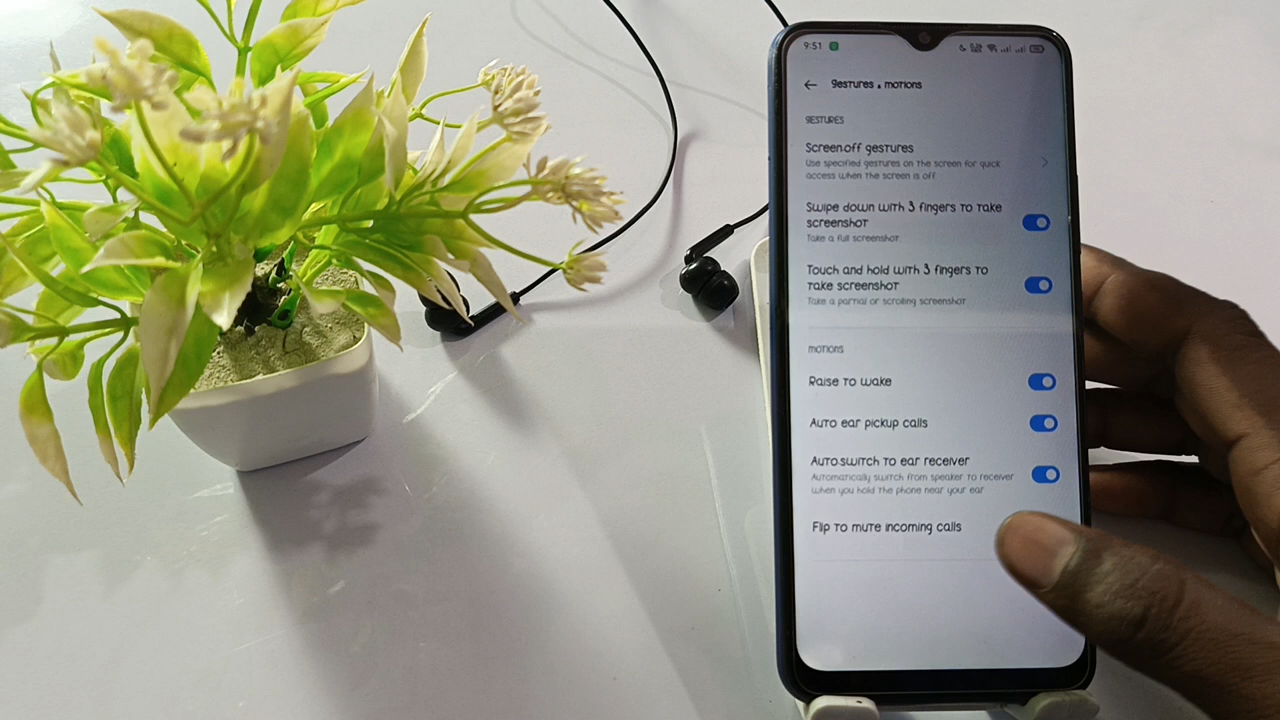 9:51
Gestures & motions
GESTURES
Screen-off gestures
Use specified gestures on the screen for quick
access when the screen is off
Swipe down with 3 fingers to take
screenshot
Take a full screenshot
Touch and hold with 3 fingers to
take screenshot
Take a partial or scrolling screenshot
MOTIONS
Raise to wake
Auto ear pickup calls
Auto-switch to ear receiver
Automatically switch from speaker to receiver
when you hold the phone near your ear
Flip to mute incoming calls